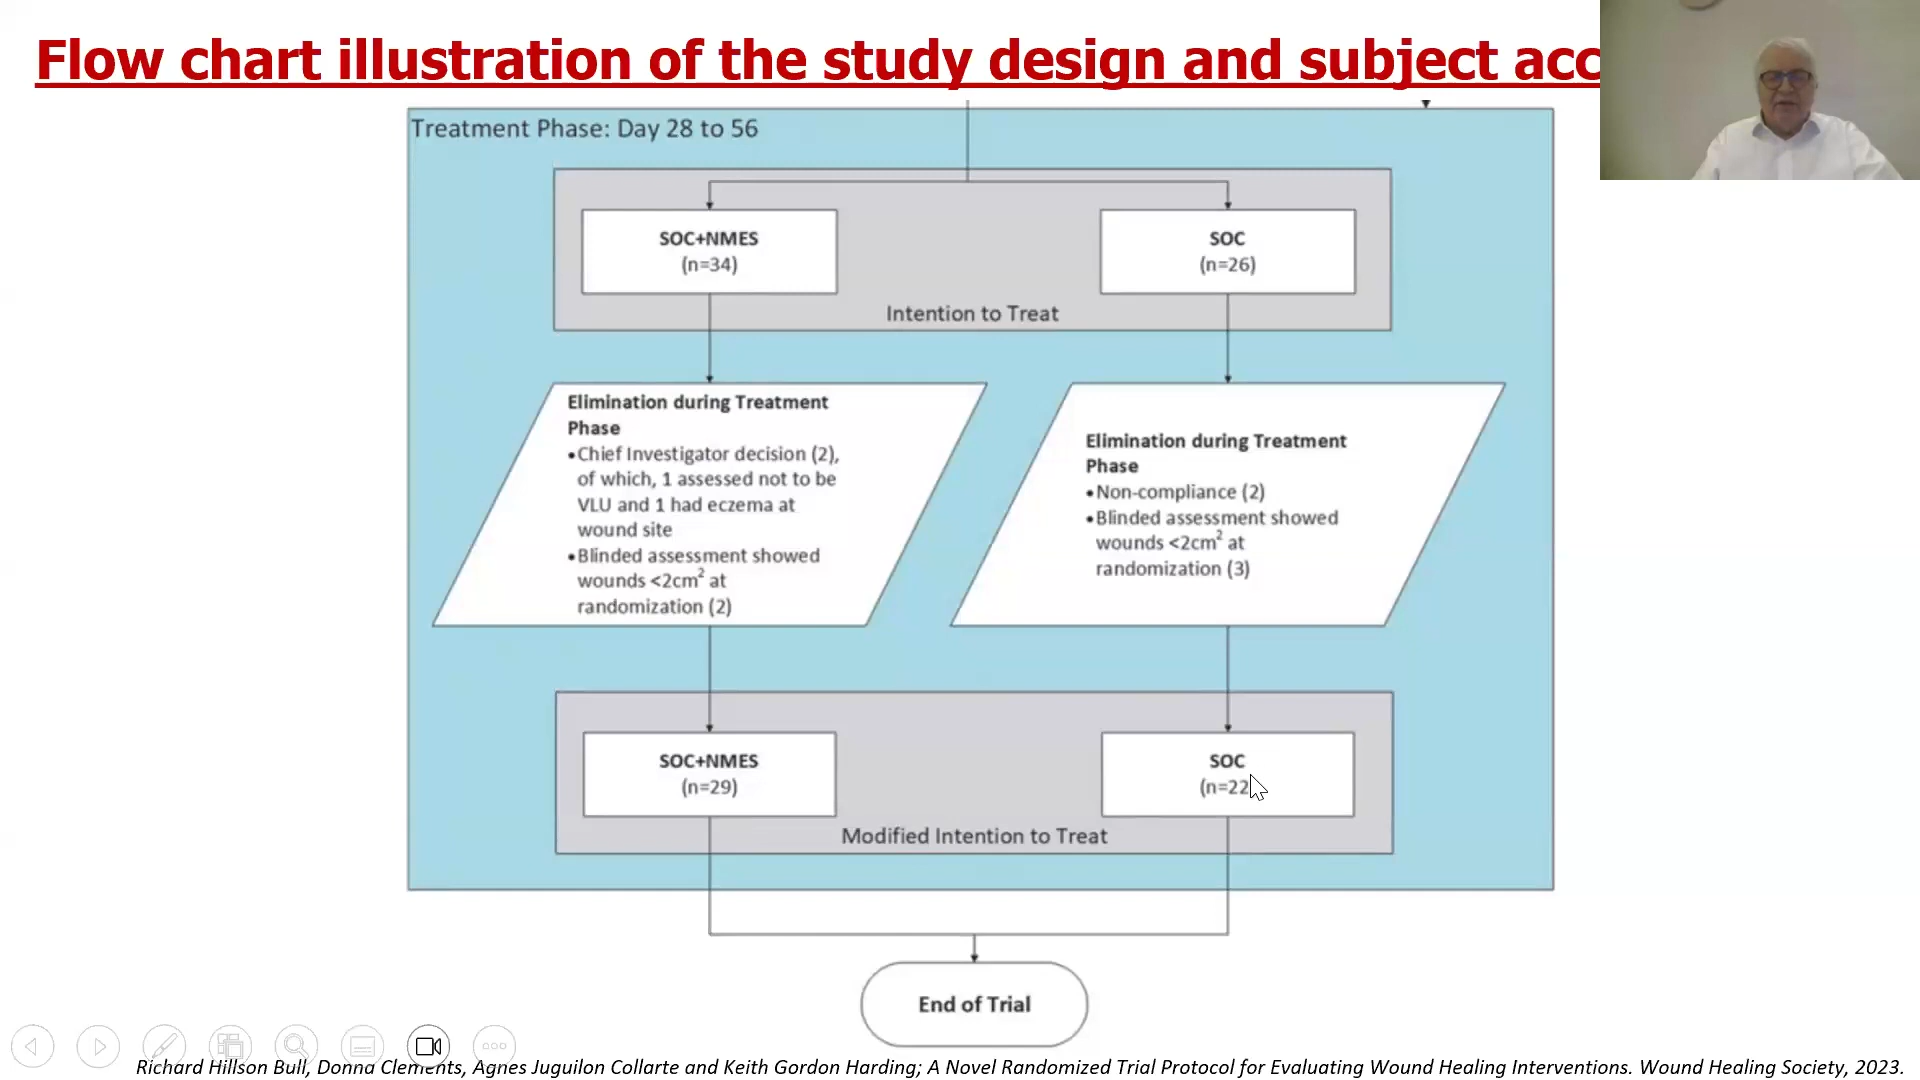 Flow chart illustration of the study design and subject acc
Treatment Phase: Day 28 to 56
SOC+NMES
(n=34)
SOC
(n=26)
Intention to Treat
Elimination during Treatment
Phase
•Chief Investigator decision (2),
of which, 1 assessed not to be
VLU and 1 had eczema at
wound site
•Blinded assessment showed
wounds <2cm² at
randomization (2)
Elimination during Treatment
Phase
•Non-compliance (2)
•Blinded assessment showed
wounds <2cm² at
randomization (3)
SOC+NMES
(n=29)
SOC
(n=22
Modified Intention to Treat
End of Trial
Richard Hillson Bull, Donna Clements, Agnes Juguilon Collarte and Keith Gordon Harding; A Novel Randomized Trial Protocol for Evaluating Wound Healing Interventions. Wound Healing Society, 2023.